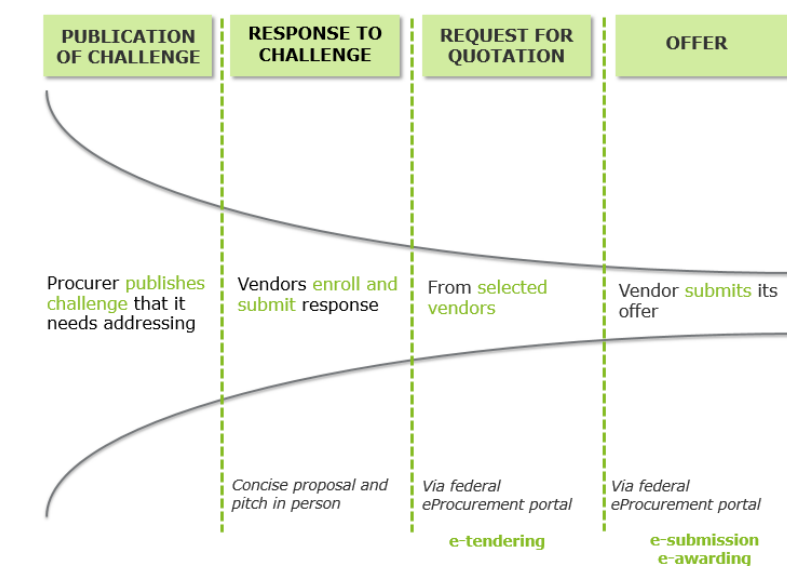 PUBLICATION
OF CHALLENGE
RESPONSE TO
CHALLENGE
REQUEST FOR
QUOTATION
OFFER
Procurer publishes
challenge that it
needs addressing
Vendors enroll and
submit response
From selected
vendors
Vendor submits its
offer
Concise proposal and
pitch in person
Via federal
eProcurement portal
e-tendering
Via federal
eProcurement portal
e-submission
e-awarding